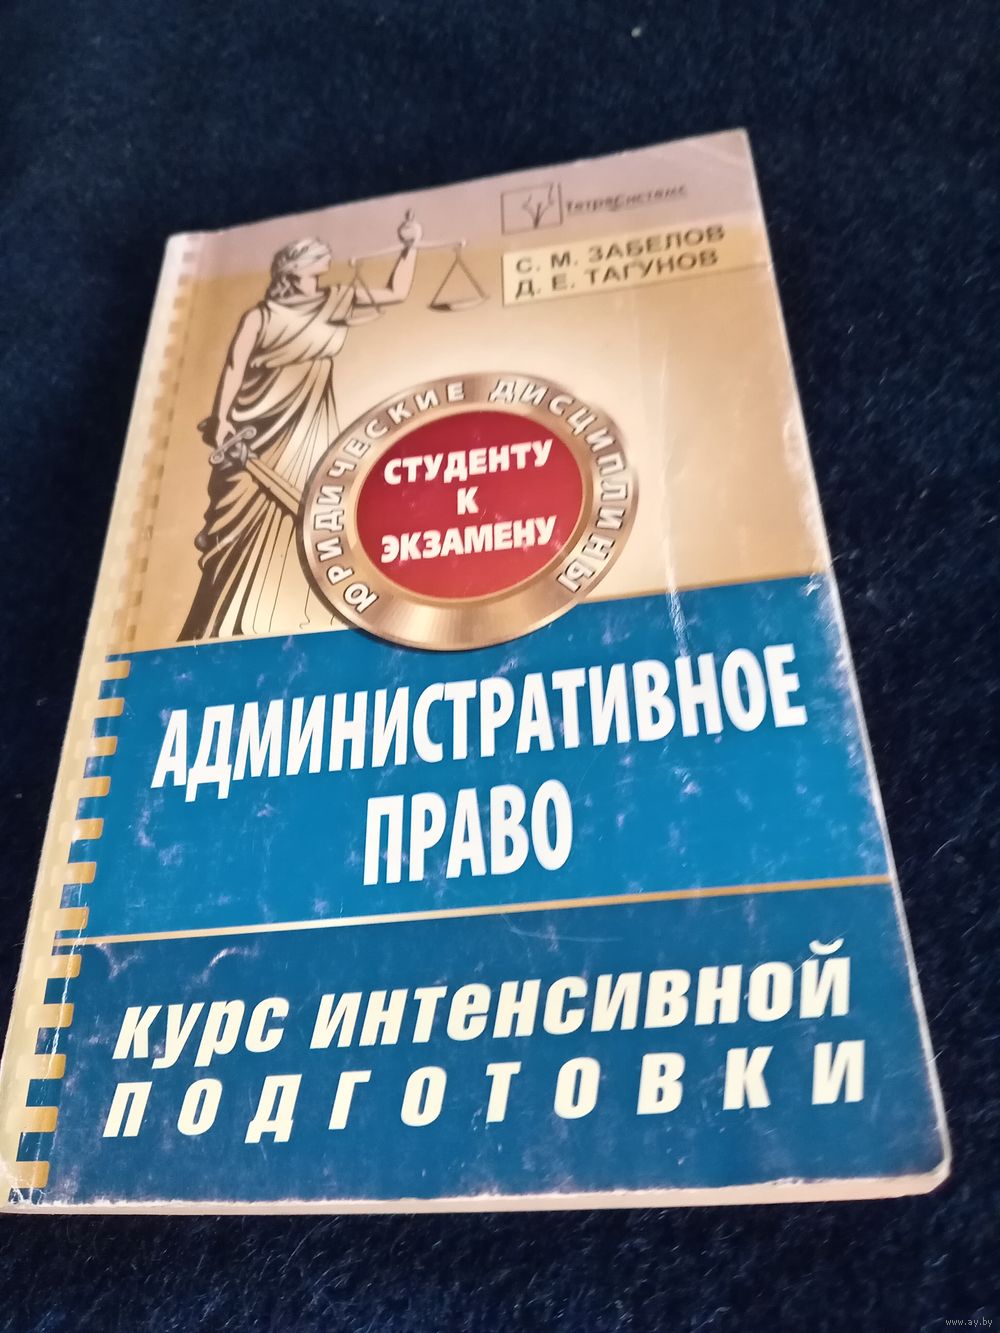 ТетраСистемс
С. М. ЗАБЕЛОВ
Д. Е. ТАГУНОВ
ЮРИДИЧЕСКИЕ ДИСЦИПЛИНЫ
СТУДЕНТУ
К
ЭКЗАМЕНУ
АДМИНИСТРАТИВНОЕ
ПРАВО
КУРС ИНТЕНСИВНОЙ
ПОДГОТОВКИ
www.ay.by